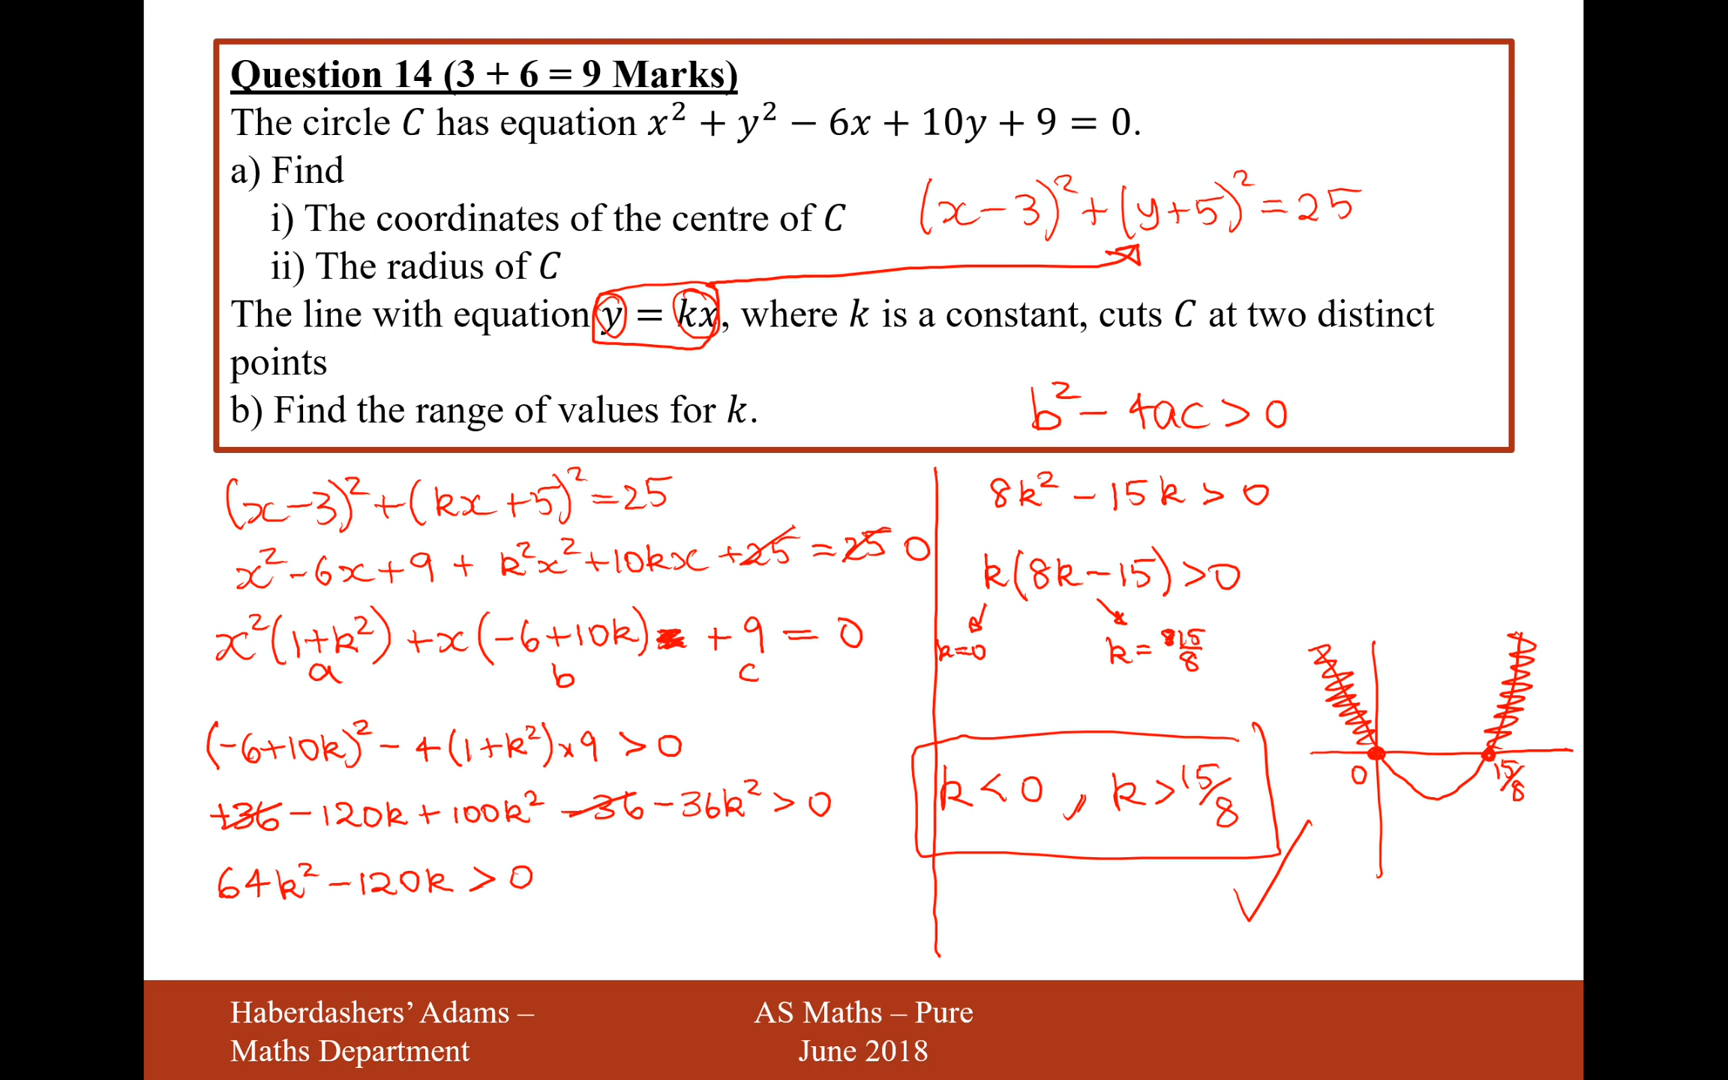 Question 14 (3 + 6 = 9 Marks)
The circle C has equation x² + y² − 6x + 10y + 9 = 0.
a) Find
i) The coordinates of the centre of C
(x−3)² + (y+5)² = 25
ii) The radius of C
The line with equation y = kx, where k is a constant, cuts C at two distinct
points
b) Find the range of values for k.
b² − 4ac > 0
(x−3)² + (kx+5)² = 25
x² − 6x + 9 + k²x² + 10kx + 25 = 25 0
x²(1+k²) + x(−6+10k) + 9 = 0
a b c
(−6+10k)² − 4(1+k²)×9 > 0
+36 − 120k + 100k² − 36 − 36k² > 0
64k² − 120k > 0
8k² − 15k > 0
k(8k−15) > 0
k=0 k = 15/8
k < 0 , k > 15/8
0 15/8
Haberdashers’ Adams –
Maths Department
AS Maths – Pure
June 2018